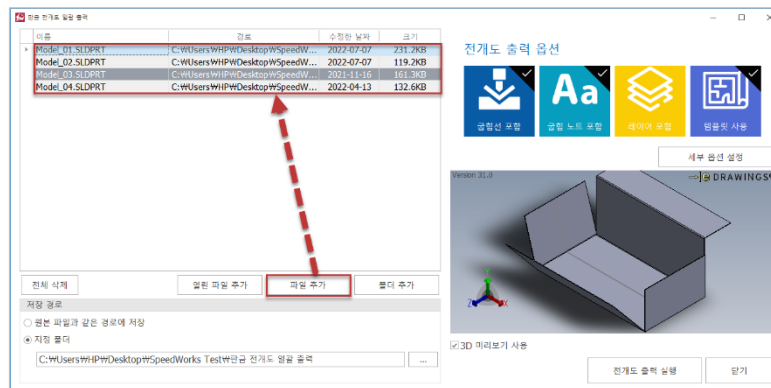 판금 전개도 일괄 출력
이름 경로 수정한 날짜 크기
Model_01.SLDPRT C:₩Users₩HP₩Desktop₩SpeedW... 2022-07-07 231.2KB
Model_02.SLDPRT C:₩Users₩HP₩Desktop₩SpeedW... 2022-07-07 119.2KB
Model_03.SLDPRT C:₩Users₩HP₩Desktop₩SpeedW... 2021-11-16 161.3KB
Model_04.SLDPRT C:₩Users₩HP₩Desktop₩SpeedW... 2022-04-13 132.6KB
전체 삭제 열린 파일 추가 파일 추가 폴더 추가
저장 경로
원본 파일과 같은 경로에 저장
지정 폴더
C:₩Users₩HP₩Desktop₩SpeedWorks Test₩판금 전개도 일괄 출력 ...
전개도 출력 옵션
Aa
굽힘선 포함 굽힘 노트 포함 레이어 포함 템플릿 사용
세부 옵션 설정
Version 31.0
eDRAWINGS
Y
Z X
3D 미리보기 사용
전개도 출력 실행 닫기